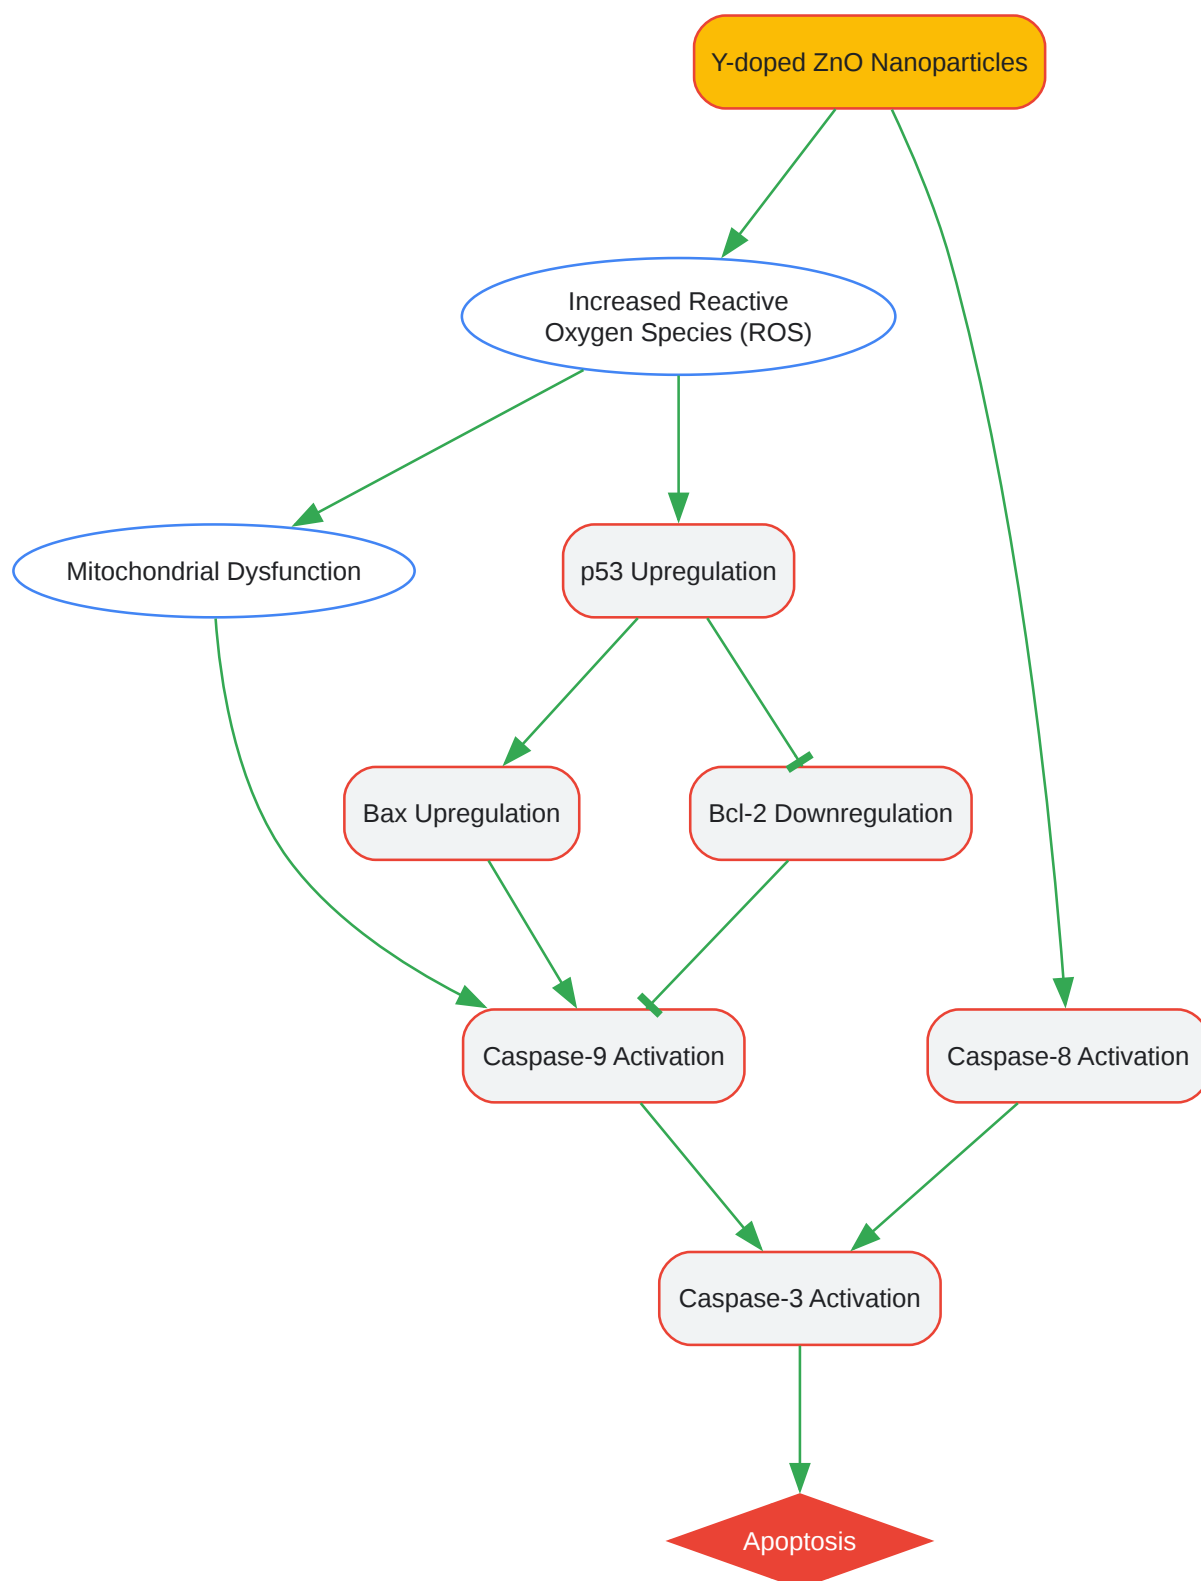 Y-doped ZnO Nanoparticles
Increased Reactive
Oxygen Species (ROS)
Mitochondrial Dysfunction
p53 Upregulation
Bax Upregulation
Bcl-2 Downregulation
Caspase-9 Activation
Caspase-8 Activation
Caspase-3 Activation
Apoptosis